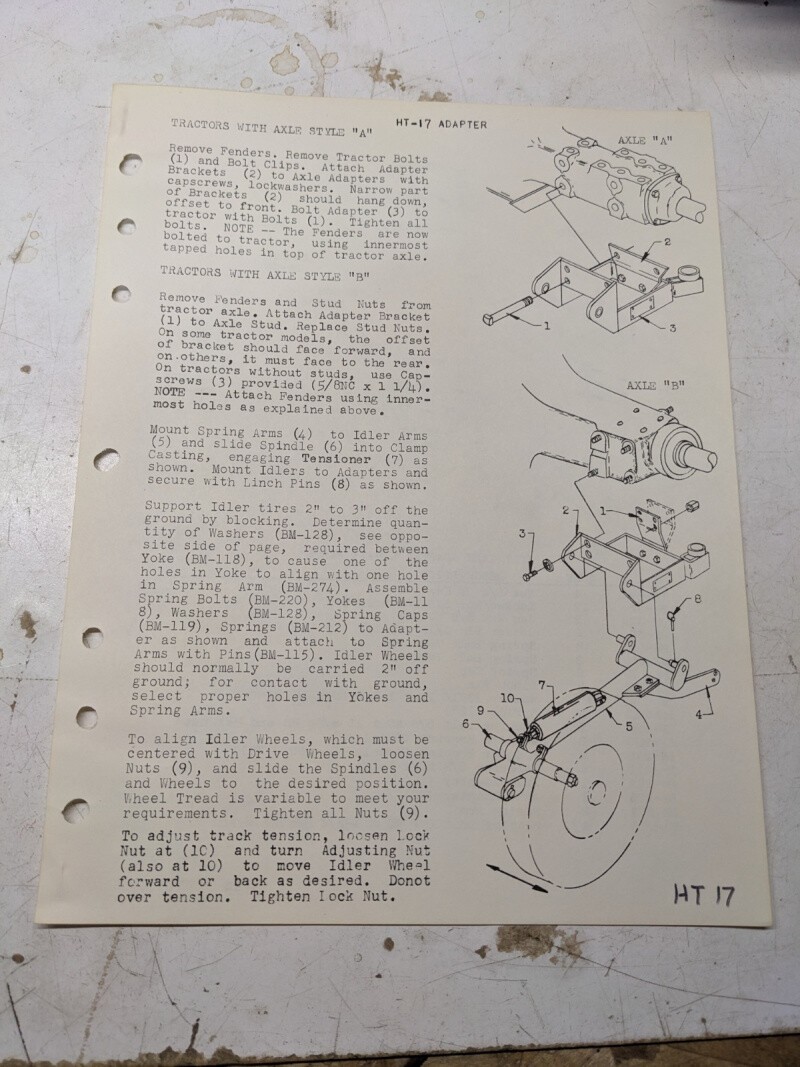 HT-17 ADAPTER
TRACTORS WITH AXLE STYLE "A"
Remove Fenders. Remove Tractor Bolts
(1) and Bolt Clips. Attach Adapter
Brackets (2) to Axle Adapters with
capscrews, lockwashers. Narrow part
of Brackets (2) should hang down,
offset to front. Bolt Adapter (3) to
tractor with Bolts (1). Tighten all
bolts. NOTE -- The Fenders are now
bolted to tractor, using innermost
tapped holes in top of tractor axle.
TRACTORS WITH AXLE STYLE "B"
Remove Fenders and Stud Nuts from
tractor axle. Attach Adapter Bracket
(1) to Axle Stud. Replace Stud Nuts.
On some tractor models, the offset
of bracket should face forward, and
on.others, it must face to the rear.
On tractors without studs, use Cap-
screws (3) provided (5/8NC x 1 1/4).
NOTE --- Attach Fenders using inner-
most holes as explained above.
Mount Spring Arms (4) to Idler Arms
(5) and slide Spindle (6) into Clamp
Casting, engaging Tensioner (7) as
shown. Mount Idlers to Adapters and
secure with Linch Pins (8) as shown.
Support Idler tires 2" to 3" off the
ground by blocking. Determine quan-
tity of Washers (BM-128), see oppo-
site side of page, required between
Yoke (BM-118), to cause one of the
holes in Yoke to align with one hole
in Spring Arm (BM-274). Assemble
Spring Bolts (BM-220), Yokes (BM-11
8), Washers (BM-128), Spring Caps
(BM-119), Springs (BM-212) to Adapt-
er as shown and attach to Spring
Arms with Pins(BM-115). Idler Wheels
should normally be carried 2" off
ground; for contact with ground,
select proper holes in Yokes and
Spring Arms.
To align Idler Wheels, which must be
centered with Drive Wheels, loosen
Nuts (9), and slide the Spindles (6)
and Wheels to the desired position.
Wheel Tread is variable to meet your
requirements. Tighten all Nuts (9).
To adjust track tension, loosen Lock
Nut at (10) and turn Adjusting Nut
(also at 10) to move Idler Wheel
forward or back as desired. Donot
over tension. Tighten Lock Nut.
AXLE "A"
2
1
3
AXLE "B"
1
2
3
8
7
10
9
6
5
4
HT 17